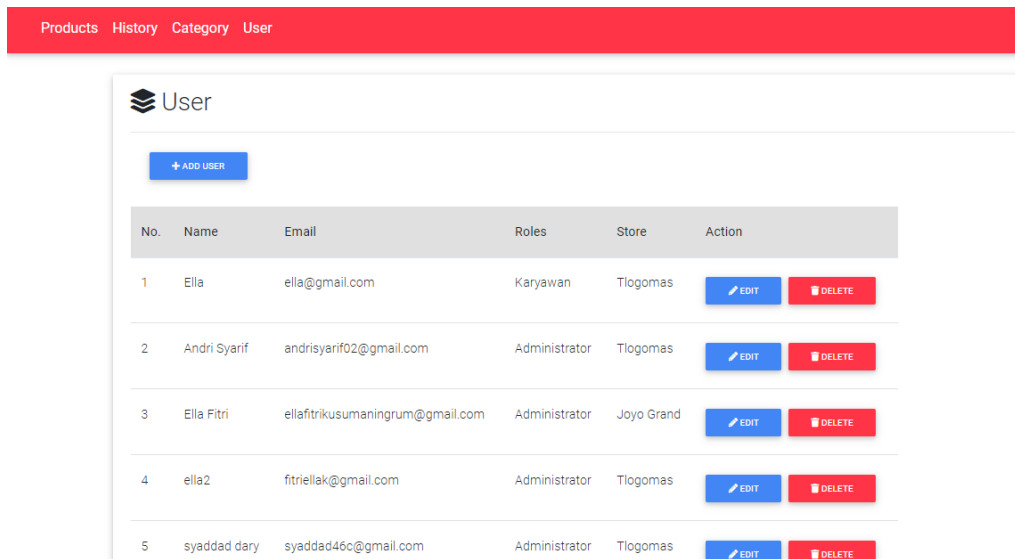 Products History Category User
User
ADD USER
No. Name Email Roles Store Action
1 Ella ella@gmail.com Karyawan Tlogomas EDIT DELETE
2 Andri Syarif andrisyarif02@gmail.com Administrator Tlogomas EDIT DELETE
3 Ella Fitri ellafitrikusumaningrum@gmail.com Administrator Joyo Grand EDIT DELETE
4 ella2 fitriellak@gmail.com Administrator Tlogomas EDIT DELETE
5 syaddad dary syaddad46c@gmail.com Administrator Tlogomas EDIT DELETE